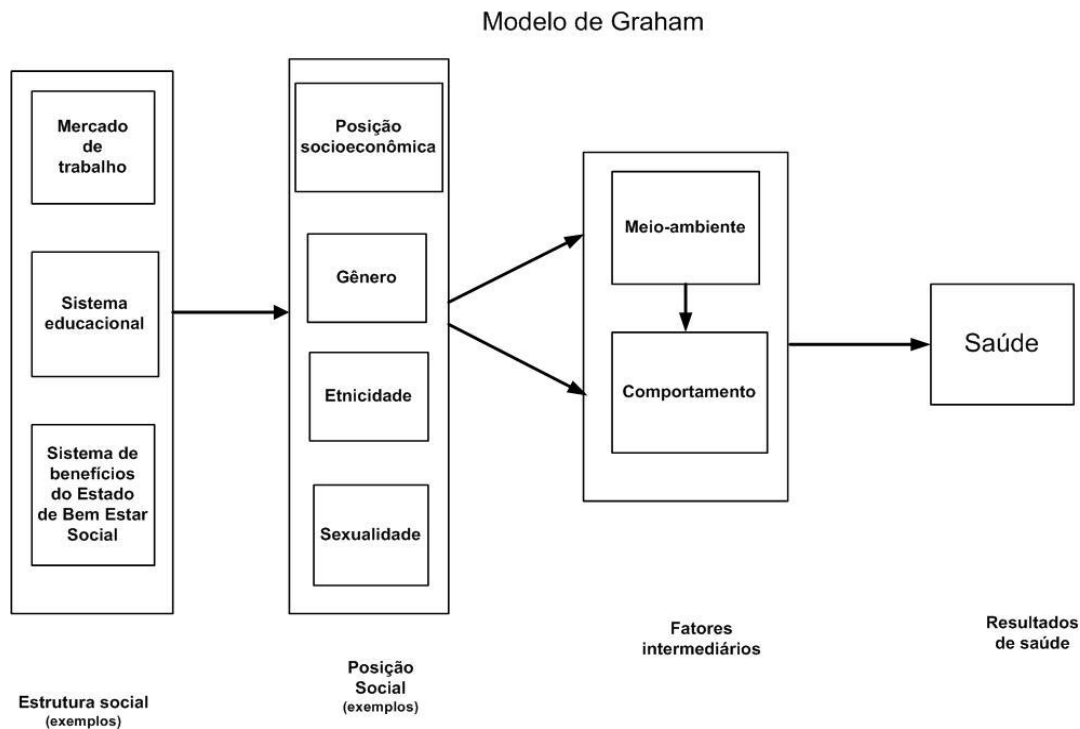 Modelo de Graham
Mercado
de
trabalho
Sistema
educacional
Sistema de
benefícios
do Estado
de Bem Estar
Social
Estrutura social
(exemplos)
Posição
socioeconômica
Gênero
Etnicidade
Sexualidade
Posição
Social
(exemplos)
Meio-ambiente
Comportamento
Fatores
intermediários
Saúde
Resultados
de saúde